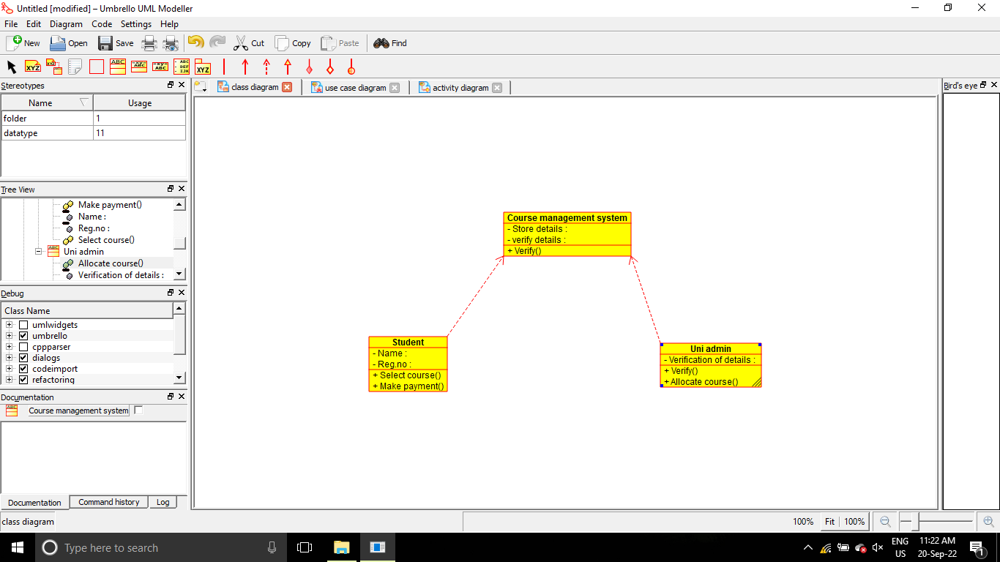 Untitled [modified] – Umbrello UML Modeller
File Edit Diagram Code Settings Help
New Open Save Cut Copy Paste Find
XYZ ABC XYZ
Stereotypes
Name Usage
folder 1
datatype 11
Tree View
Make payment()
Name :
Reg.no :
Select course()
Uni admin
Allocate course()
Verification of details :
Debug
Class Name
umlwidgets
umbrello
cppparser
dialogs
codeimport
refactoring
Documentation
Course management system
Documentation Command history Log
class diagram use case diagram activity diagram
Course management system
- Store details :
- verify details :
+ Verify()
Student
- Name :
- Reg.no :
+ Select course()
+ Make payment()
Uni admin
- Verification of details :
+ Verify()
+ Allocate course()
Bird's eye
class diagram
100% Fit 100%
Type here to search
ENG
US
11:22 AM
20-Sep-22
1